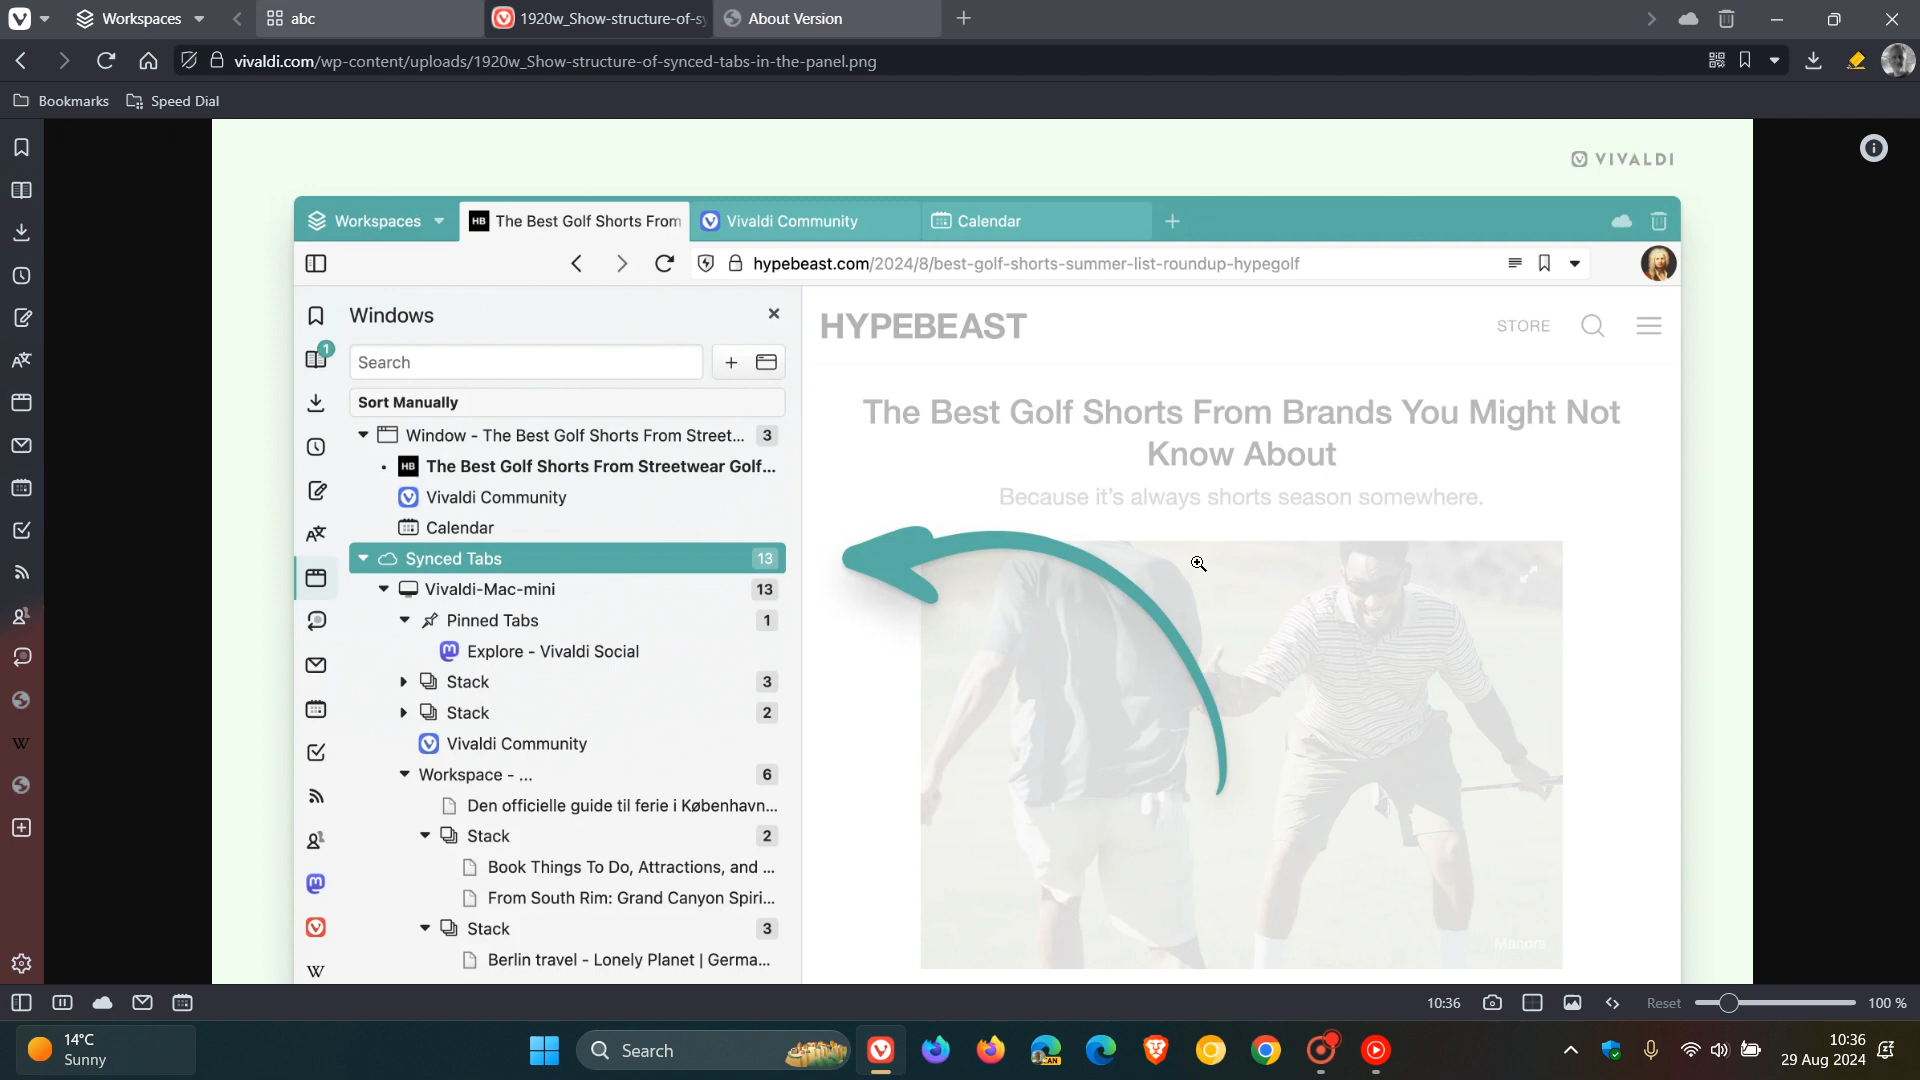 Workspaces
abc
1920w_Show-structure-of-sy
About Version
vivaldi.com/wp-content/uploads/1920w_Show-structure-of-synced-tabs-in-the-panel.png
Bookmarks
Speed Dial
VIVALDI
Workspaces
HB
The Best Golf Shorts From
Vivaldi Community
Calendar
hypebeast.com/2024/8/best-golf-shorts-summer-list-roundup-hypegolf
Windows
HYPEBEAST
STORE
1
Search
Sort Manually
The Best Golf Shorts From Brands You Might Not
Know About
Because it's always shorts season somewhere.
Window - The Best Golf Shorts From Street... 3
HB The Best Golf Shorts From Streetwear Golf...
Vivaldi Community
Calendar
Synced Tabs 13
Vivaldi-Mac-mini 13
Pinned Tabs 1
Explore - Vivaldi Social
Stack 3
Stack 2
Vivaldi Community
Workspace - ... 6
Den officielle guide til ferie i København...
Stack 2
Book Things To Do, Attractions, and ...
From South Rim: Grand Canyon Spiri...
Stack 3
Manors
Berlin travel - Lonely Planet | Germa...
W
W
10:36
Reset
100 %
14°C
Sunny
Search
CAN
10:36
29 Aug 2024